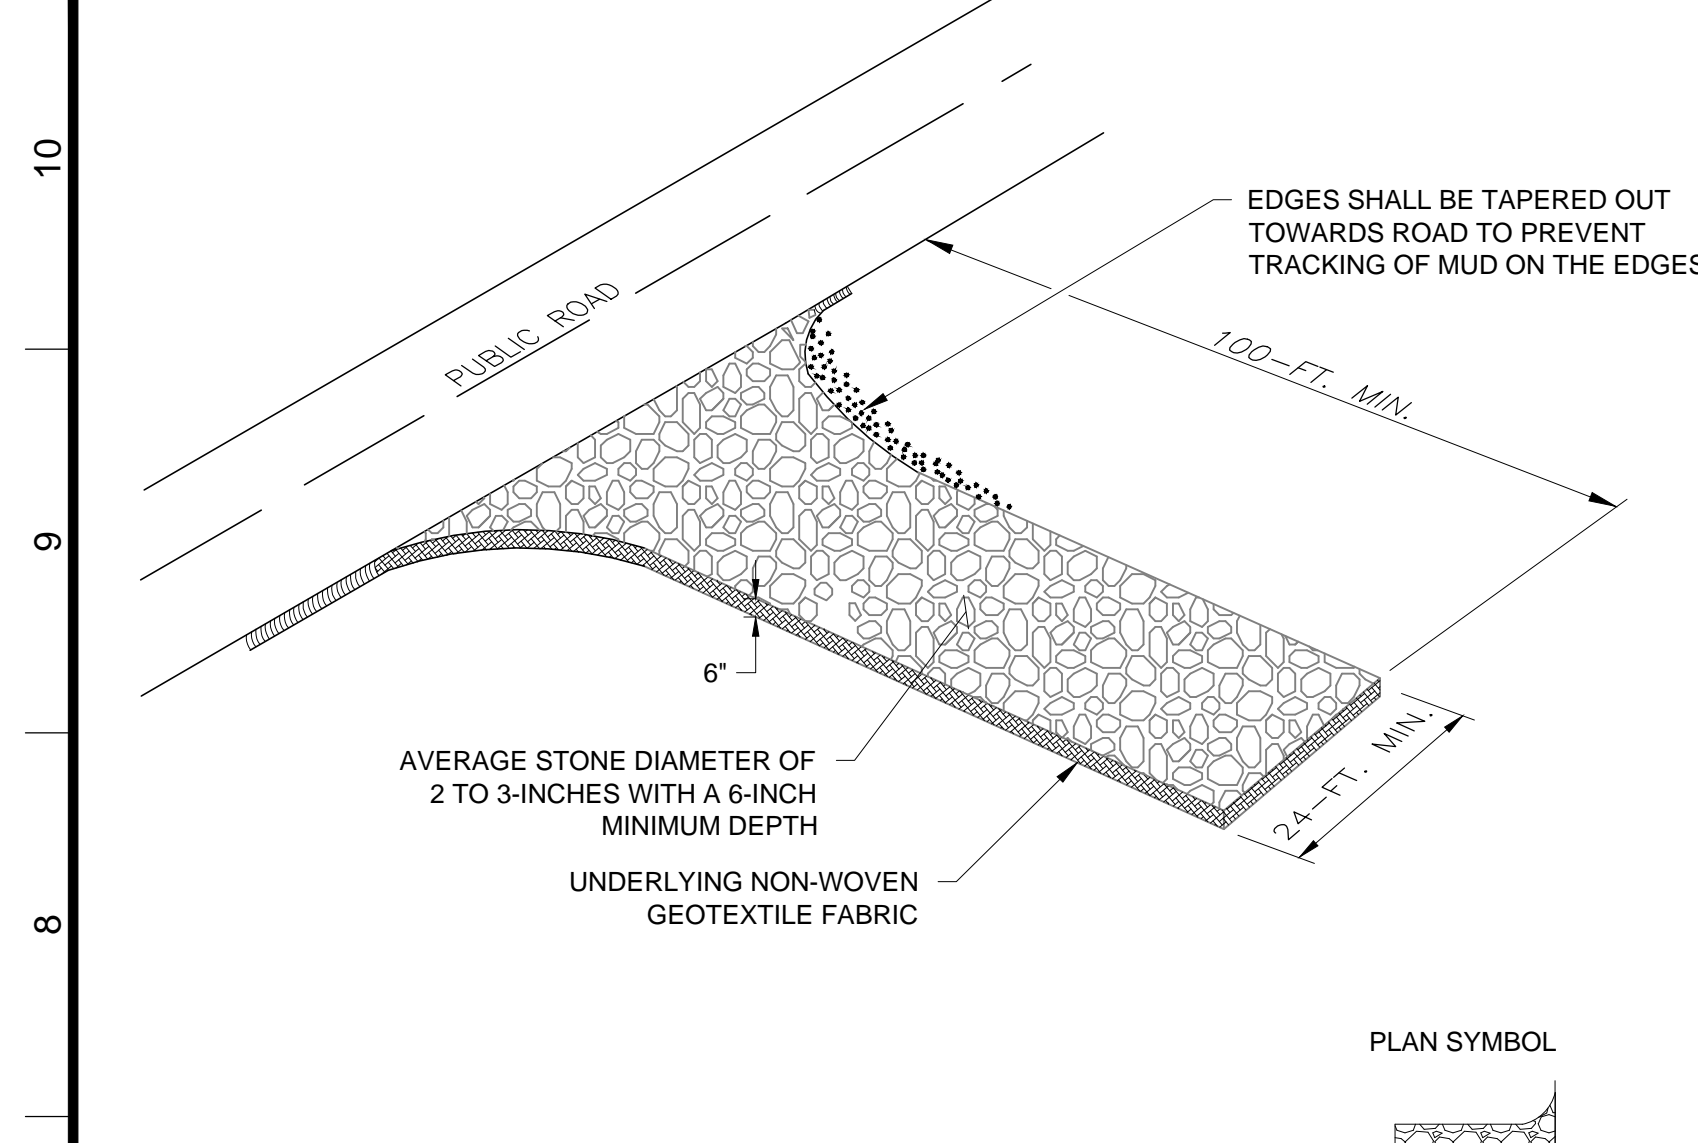 10
EDGES SHALL BE TAPERED OUT
TOWARDS ROAD TO PREVENT
TRACKING OF MUD ON THE EDGES
PUBLIC ROAD
100-FT. MIN.
9
6"
24-FT. MIN.
AVERAGE STONE DIAMETER OF
2 TO 3-INCHES WITH A 6-INCH
MINIMUM DEPTH
UNDERLYING NON-WOVEN
GEOTEXTILE FABRIC
8
PLAN SYMBOL